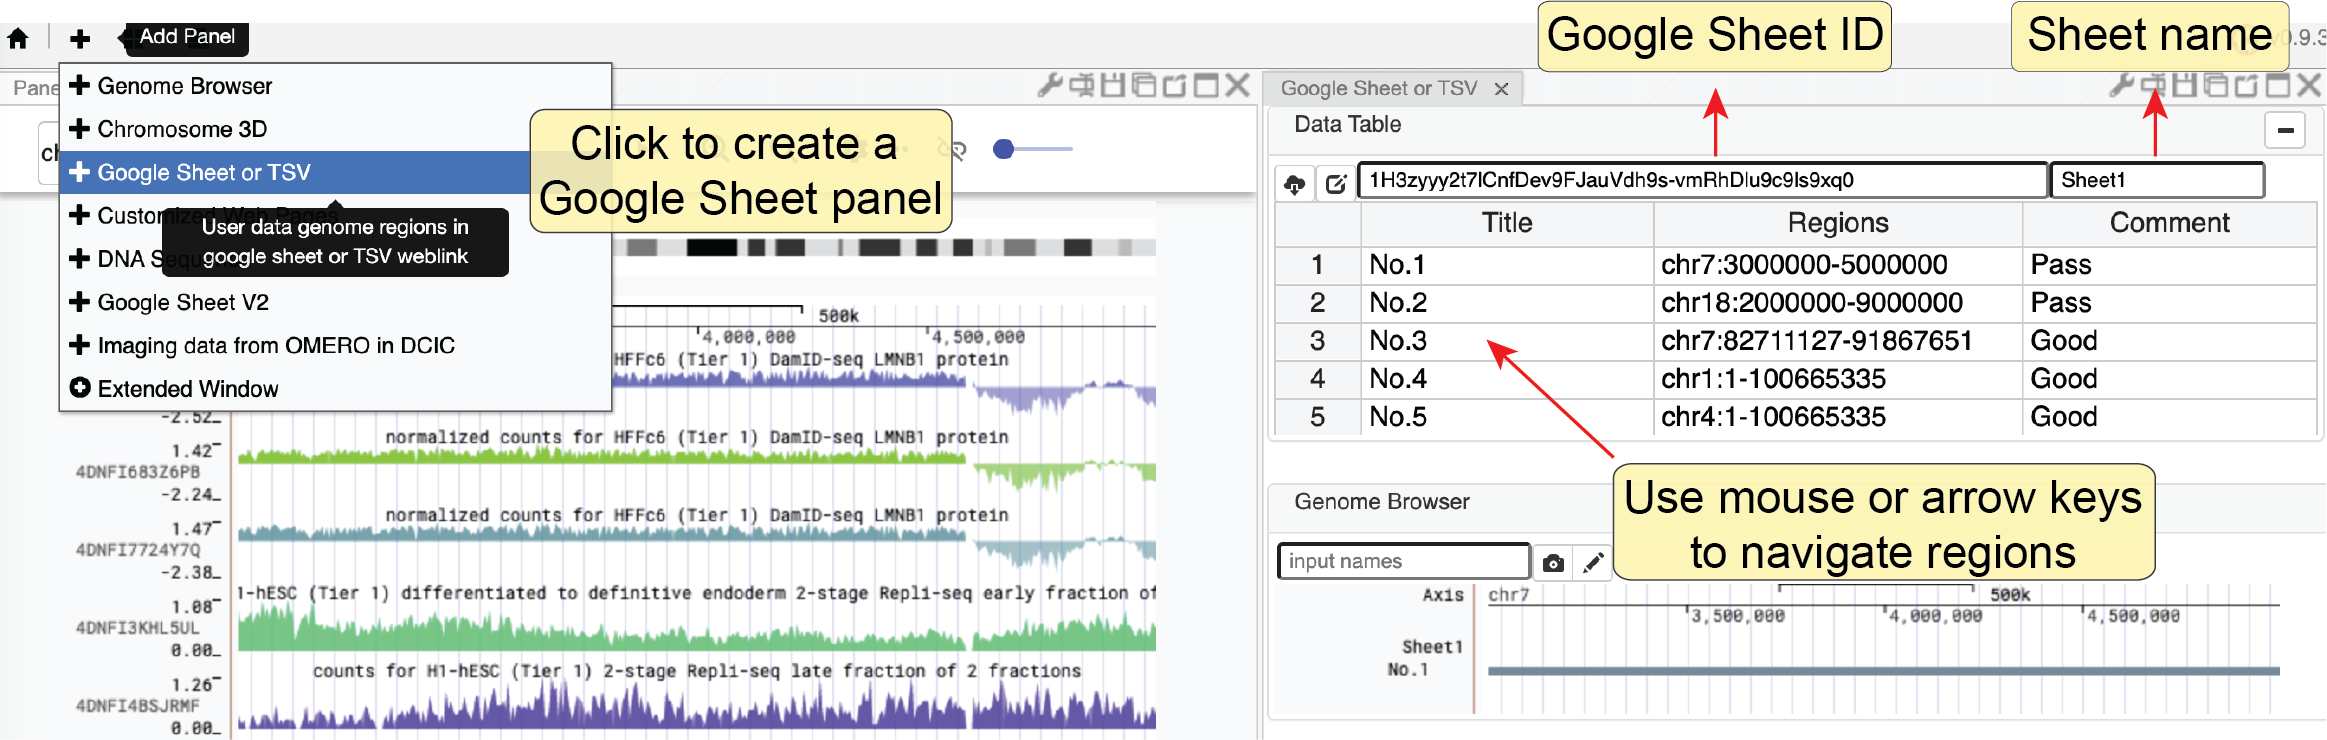 Add Panel
Google Sheet ID
Sheet name
v0.9.3
Genome Browser
Chromosome 3D
Google Sheet or TSV
Customized Web Pages
DNA
Google Sheet V2
Imaging data from OMERO in DCIC
Extended Window
User data genome regions in
google sheet or TSV weblink
Click to create a
Google Sheet panel
500k
4,000,000
4,500,000
HFFc6 (Tier 1) DamID-seq LMNB1 protein
-2.52
normalized counts for HFFc6 (Tier 1) DamID-seq LMNB1 protein
1.42
4DNFI683Z6PB
-2.24
normalized counts for HFFc6 (Tier 1) DamID-seq LMNB1 protein
1.47
4DNFI7724Y7Q
-2.38
1-hESC (Tier 1) differentiated to definitive endoderm 2-stage Repli-seq early fraction of
1.08
4DNFI3KHL5UL
0.00
counts for H1-hESC (Tier 1) 2-stage Repli-seq late fraction of 2 fractions
1.26
4DNFI4BSJRMF
0.00
Google Sheet or TSV
Data Table
Sheet1
Title Regions Comment
1 No.1 chr7:3000000-5000000 Pass
2 No.2 chr18:2000000-9000000 Pass
3 No.3 chr7:82711127-91867651 Good
4 No.4 chr1:1-100665335 Good
5 No.5 chr4:1-100665335 Good
Use mouse or arrow keys
to navigate regions
Genome Browser
input names
Axis chr7 500k
3,500,000 4,000,000 4,500,000
Sheet1
No.1